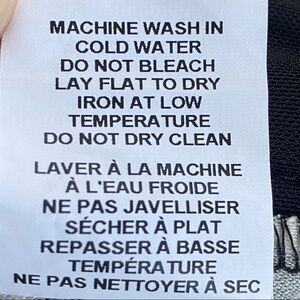 MACHINE WASH IN
COLD WATER
DO NOT BLEACH
LAY FLAT TO DRY
IRON AT LOW
TEMPERATURE
DO NOT DRY CLEAN
LAVER À LA MACHINE
À L'EAU FROIDE
NE PAS JAVELLISER
SÉCHER À PLAT
REPASSER À BASSE
TEMPÉRATURE
NE PAS NETTOYER À SEC